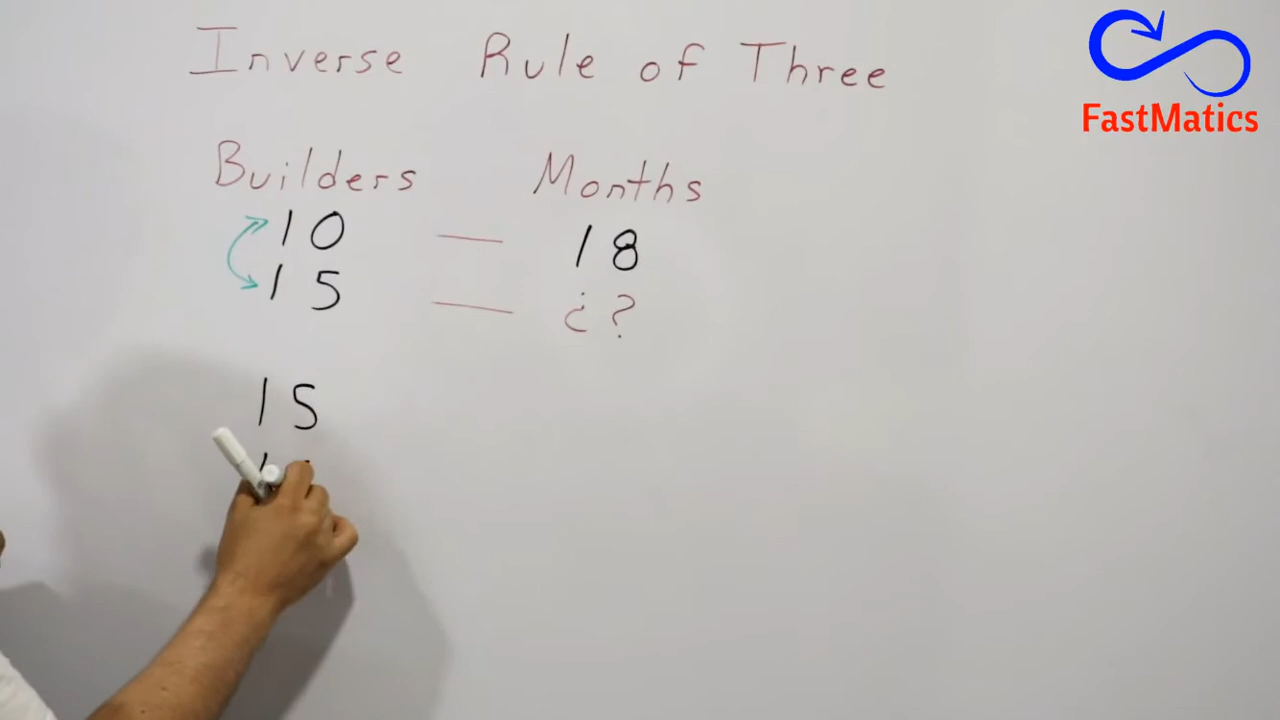 Inverse Rule of Three
FastMatics
Builders Months
10 — 18
15 — ¿?
15